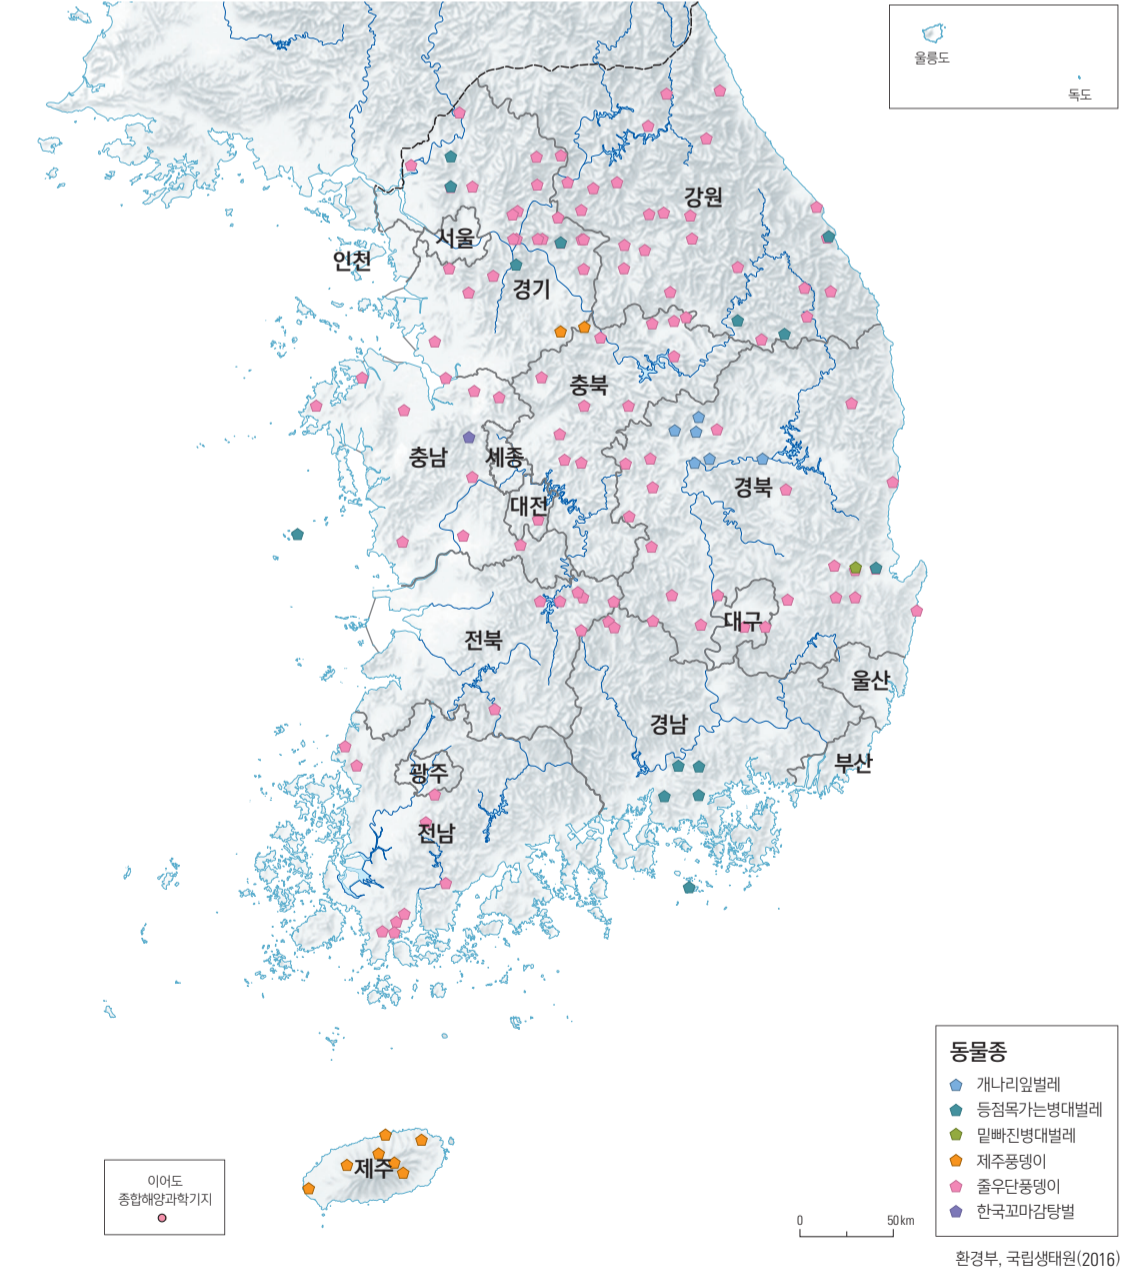 울릉도
독도
강원
서울
인천
경기
충북
충남
세종
경북
대전
대구
전북
울산
경남
부산
광주
전남
제주
이어도
종합해양과학기지
0 50 km
동물종
개나리잎벌레
등점목가는병대벌레
밑빠진병대벌레
제주풍뎅이
줄우단풍뎅이
한국꼬마감탕벌
환경부, 국립생태원(2016)